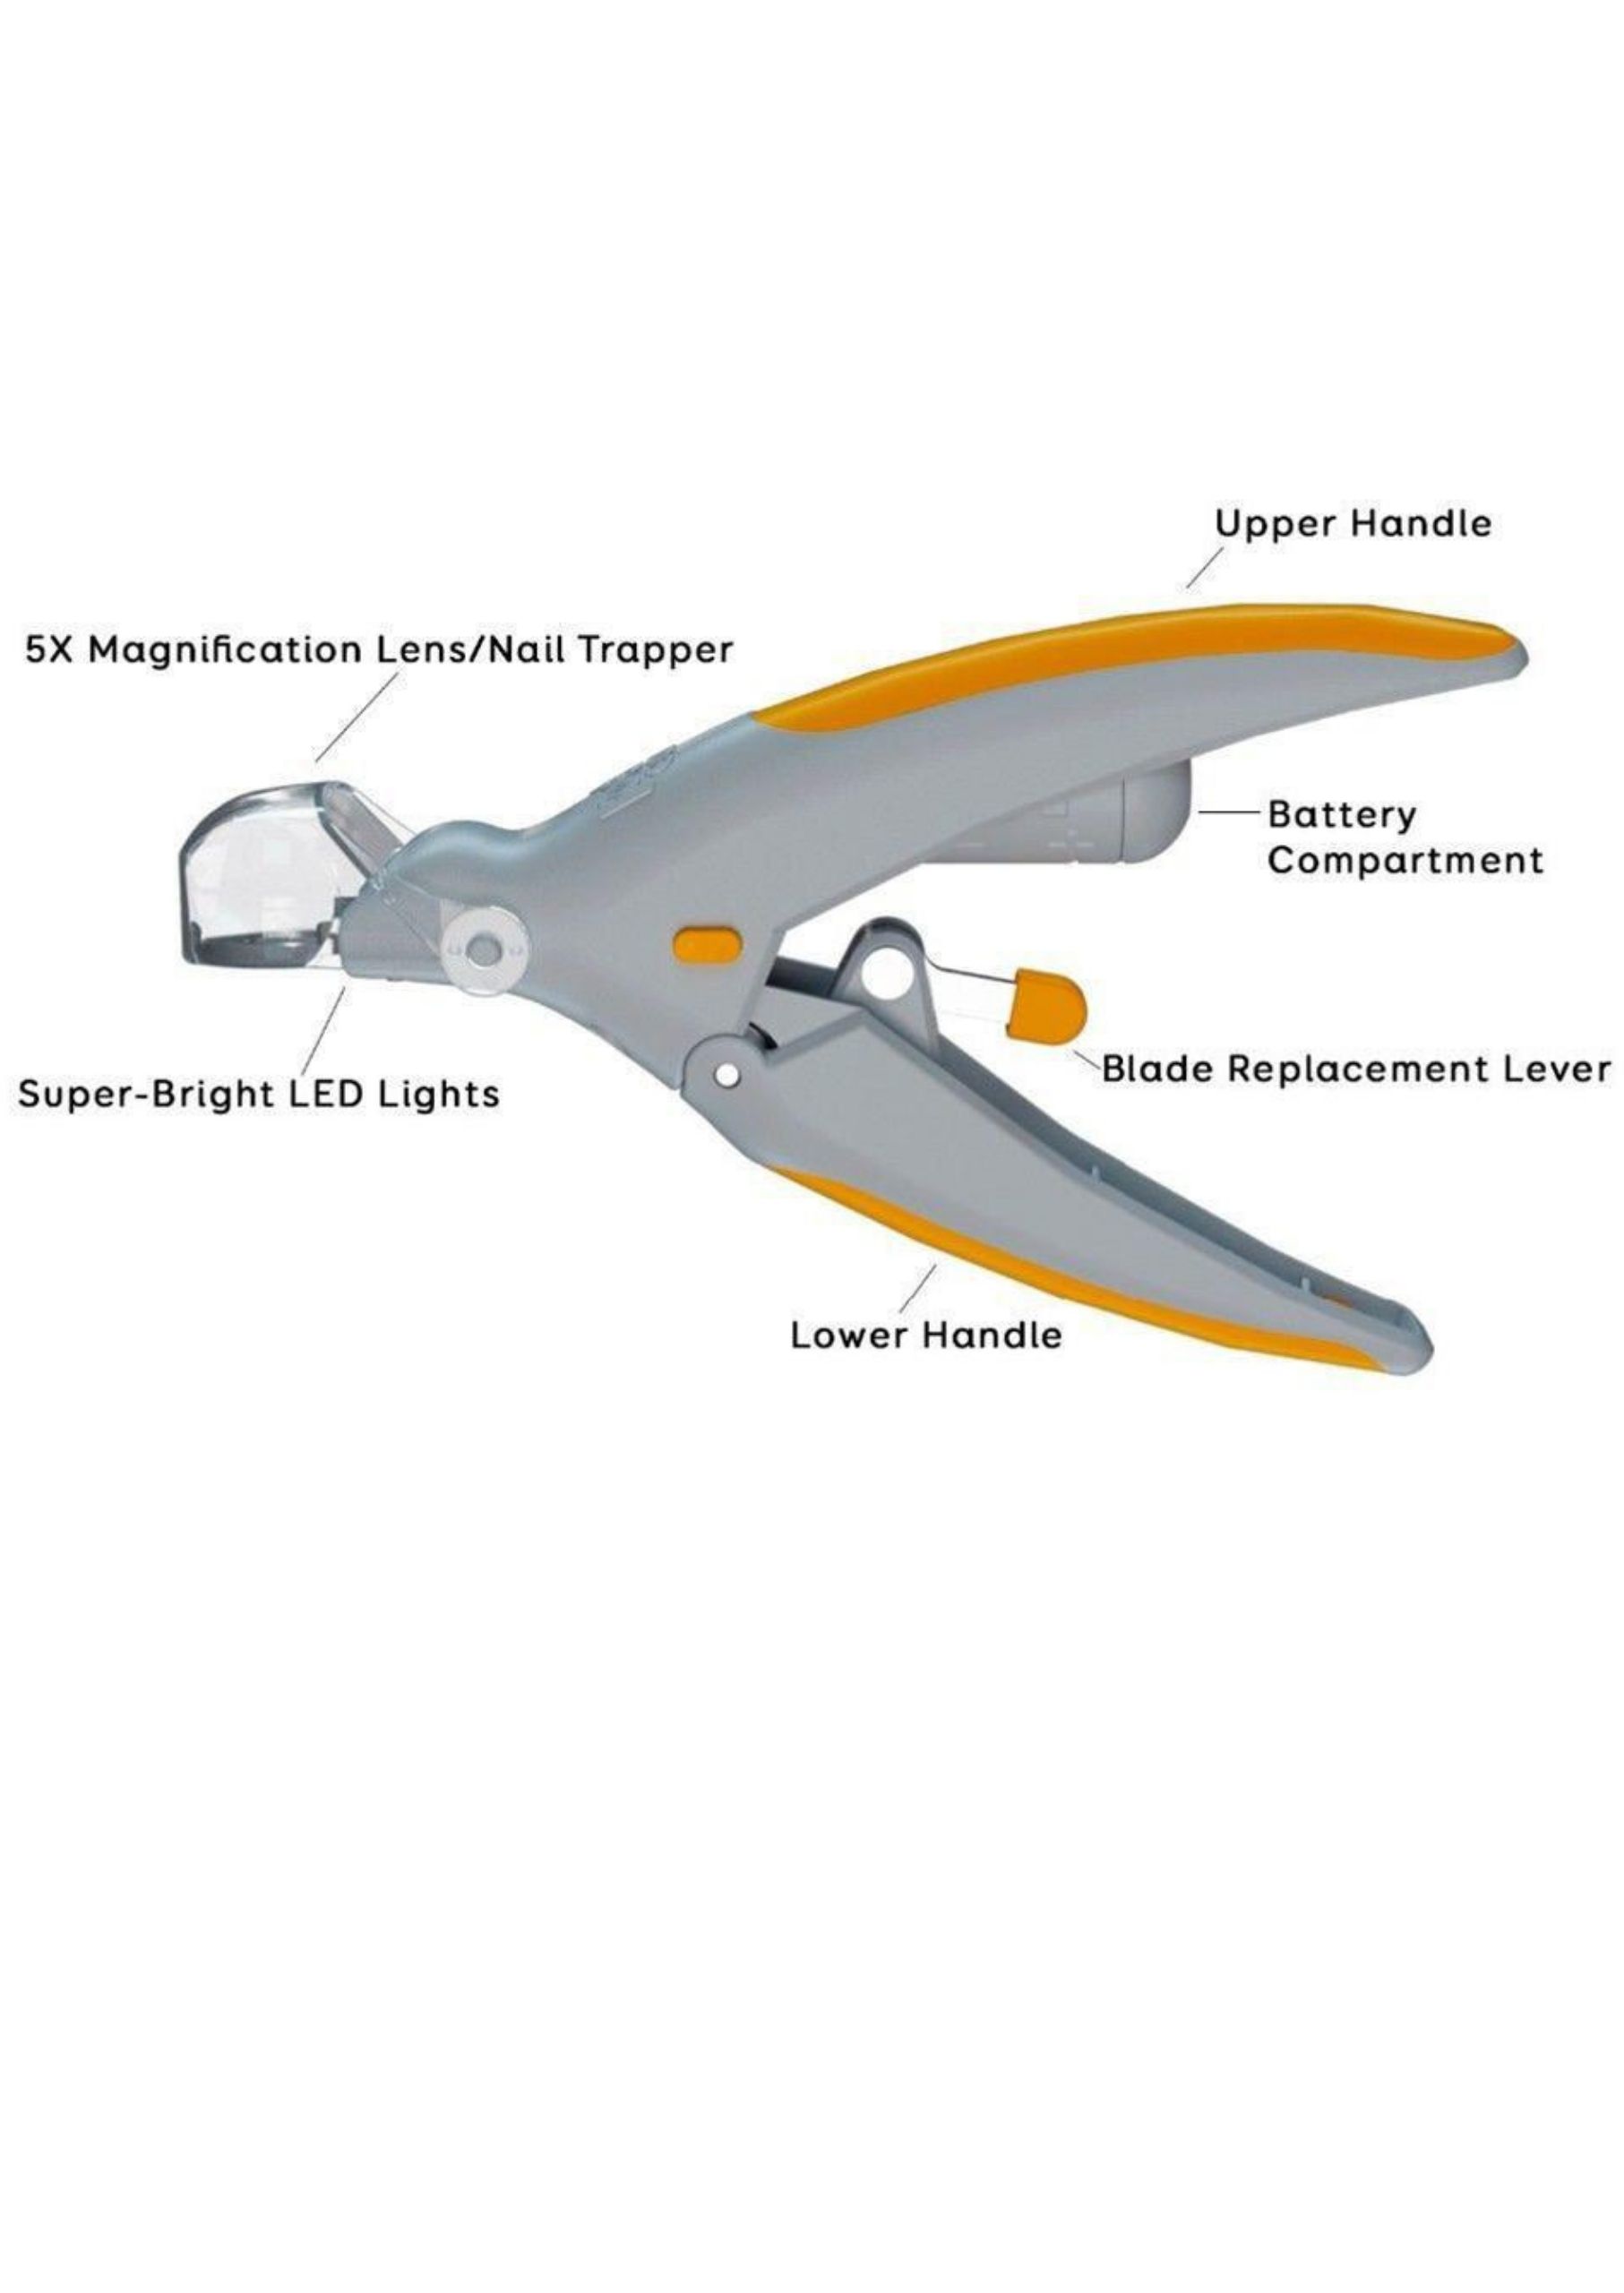 Upper Handle
5X Magnification Lens/Nail Trapper
Battery
Compartment
Blade Replacement Lever
Super-Bright LED Lights
Lower Handle